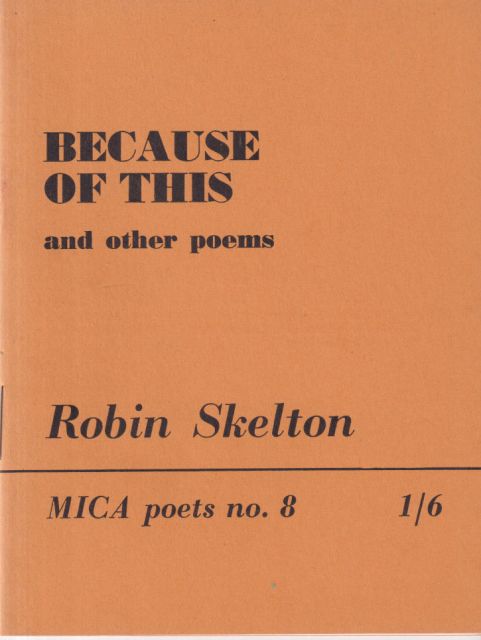 BECAUSE
OF THIS
and other poems
Robin Skelton
MICA poets no. 8 1/6